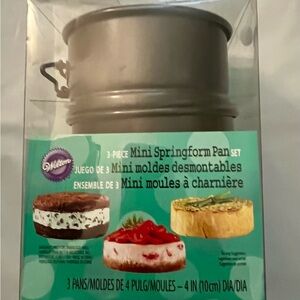 Wilton
3-PIECE Mini Springform Pan SET
JUEGO DE 3 Mini moldes desmontables
ENSEMBLE DE 3 Mini moules à charnière
3 PANS/MOLDES DE 4 PULG/MOULES – 4 IN (10cm) DIA/DIA